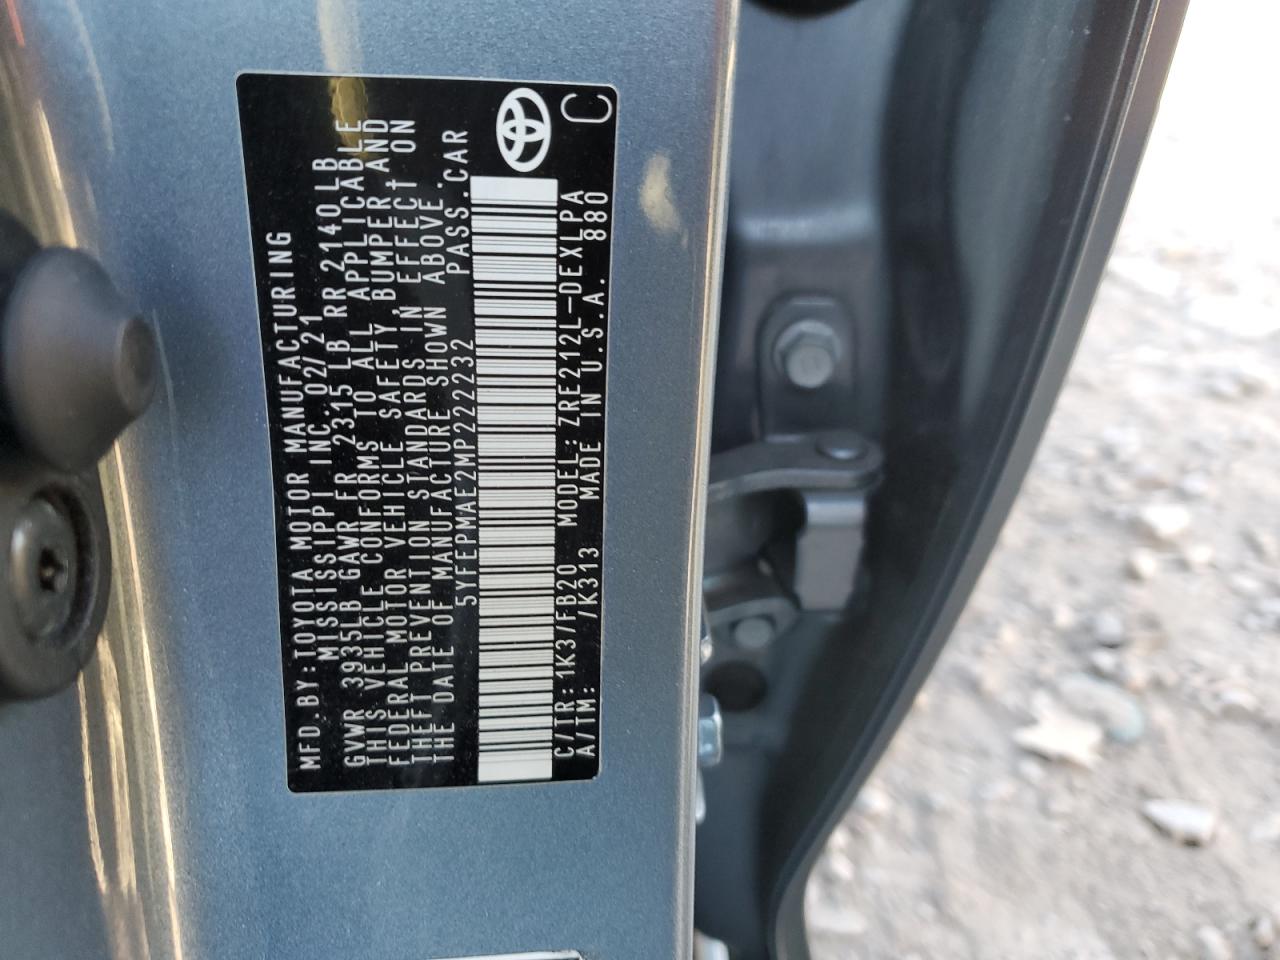 MFD.BY:TOYOTA MOTOR MANUFACTURING
MISSISSIPPI INC.02/21
GVWR 3935LB GAWR FR 2315 LB RR 2140 LB
THIS VEHICLE CONFORMS TO ALL APPLICABLE
FEDERAL MOTOR VEHICLE SAFETY, BUMPER, AND
THEFT PREVENTION STANDARDS IN EFFECT ON
THE DATE OF MANUFACTURE SHOWN ABOVE.
5YFEPMAE2MP222232 PASS.CAR
C/TR:1K3/FB20 MODEL:ZRE212L-DEXLPA
A/TM: /K313 MADE IN U.S.A. 880 C